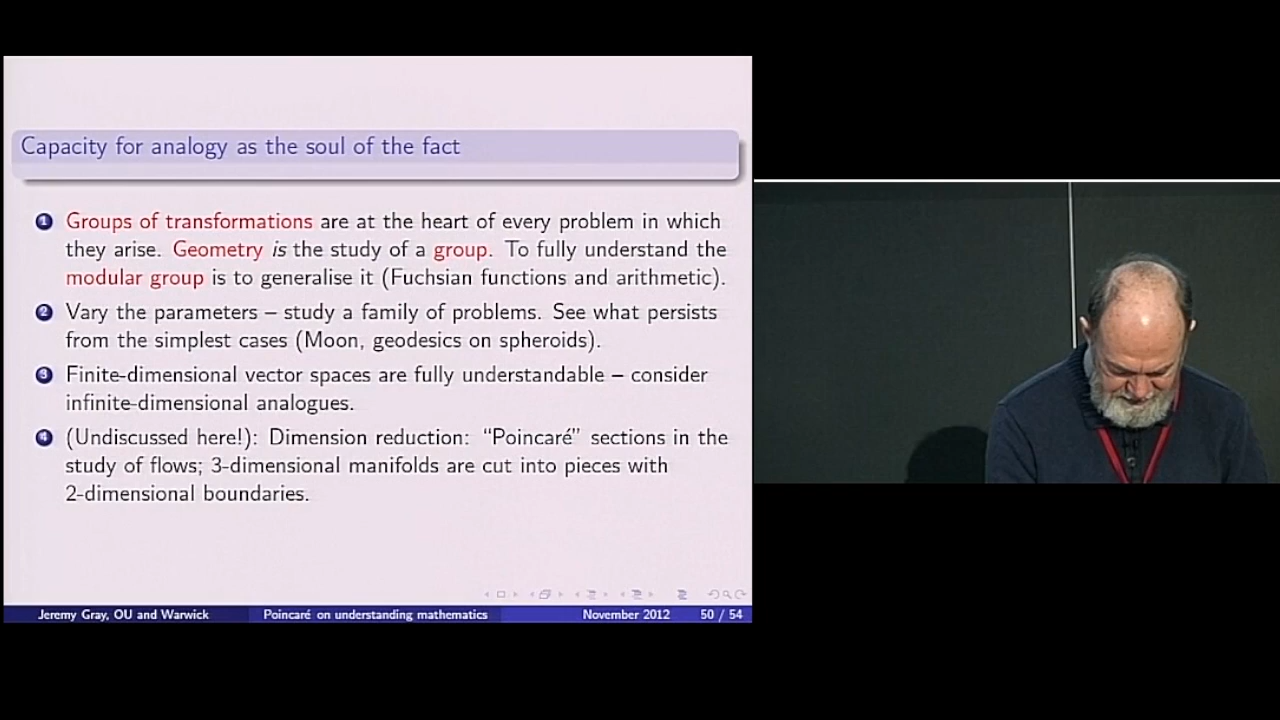 Capacity for analogy as the soul of the fact
1 Groups of transformations are at the heart of every problem in which
they arise. Geometry is the study of a group. To fully understand the
modular group is to generalise it (Fuchsian functions and arithmetic).
2 Vary the parameters – study a family of problems. See what persists
from the simplest cases (Moon, geodesics on spheroids).
3 Finite-dimensional vector spaces are fully understandable – consider
infinite-dimensional analogues.
4 (Undiscussed here!): Dimension reduction: “Poincaré” sections in the
study of flows; 3-dimensional manifolds are cut into pieces with
2-dimensional boundaries.
Jeremy Gray, OU and Warwick Poincaré on understanding mathematics November 2012 50 / 54